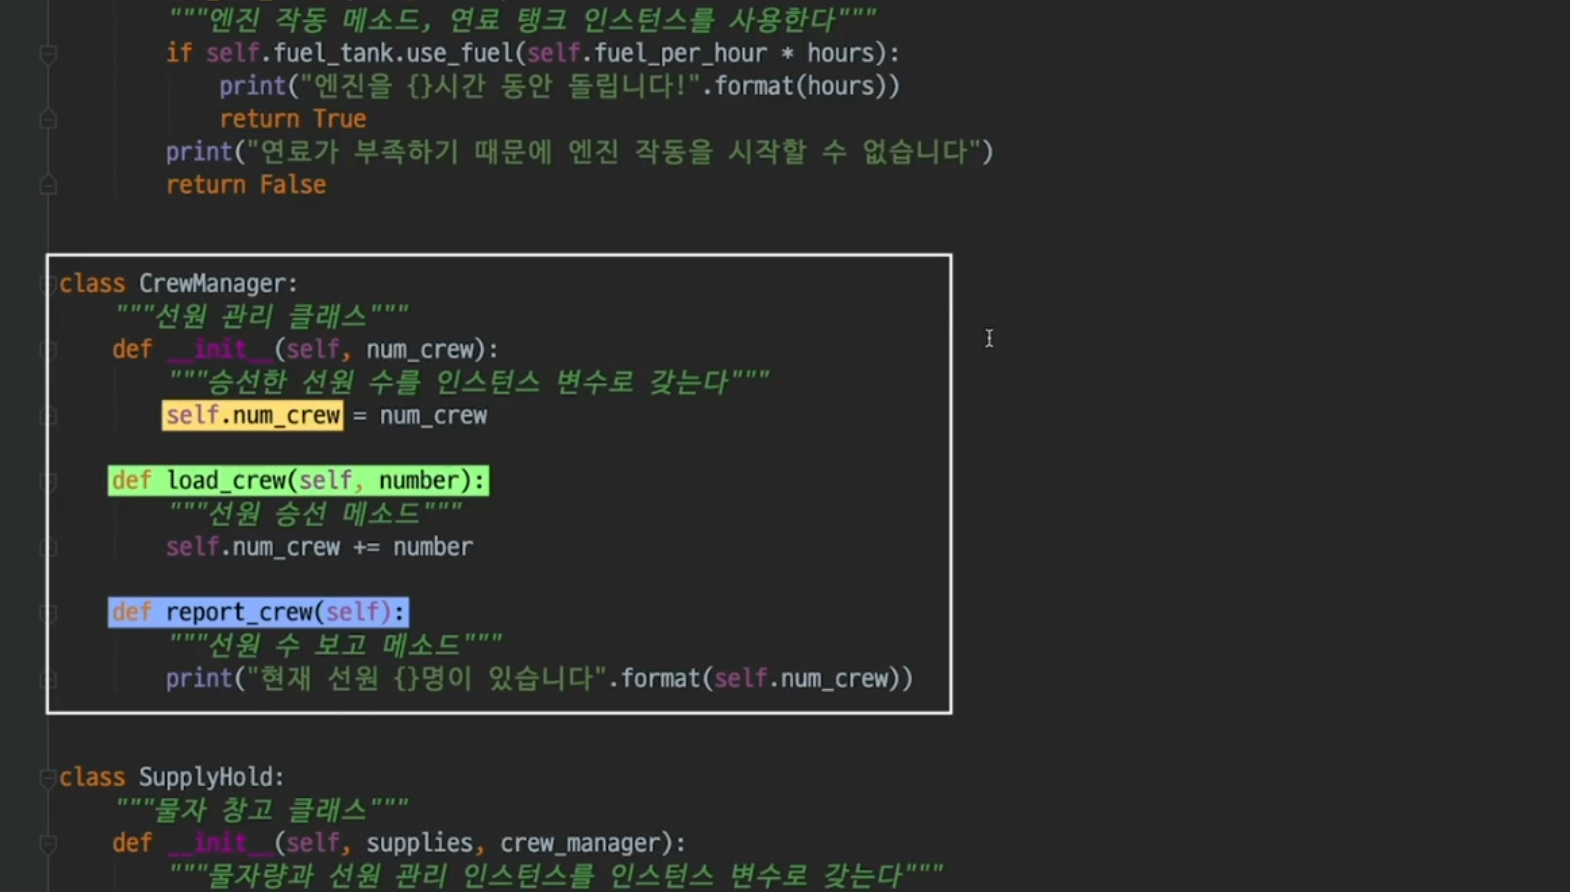 """엔진 작동 메소드, 연료 탱크 인스턴스를 사용한다"""
if self.fuel_tank.use_fuel(self.fuel_per_hour * hours):
print("엔진을 {}시간 동안 돌립니다!".format(hours))
return True
print("연료가 부족하기 때문에 엔진 작동을 시작할 수 없습니다")
return False
class CrewManager:
"""선원 관리 클래스"""
def __init__(self, num_crew):
"""승선한 선원 수를 인스턴스 변수로 갖는다"""
self.num_crew = num_crew
def load_crew(self, number):
"""선원 승선 메소드"""
self.num_crew += number
def report_crew(self):
"""선원 수 보고 메소드"""
print("현재 선원 {}명이 있습니다".format(self.num_crew))
class SupplyHold:
"""물자 창고 클래스"""
def __init__(self, supplies, crew_manager):
"""물자량과 선원 관리 인스턴스를 인스턴스 변수로 갖는다"""